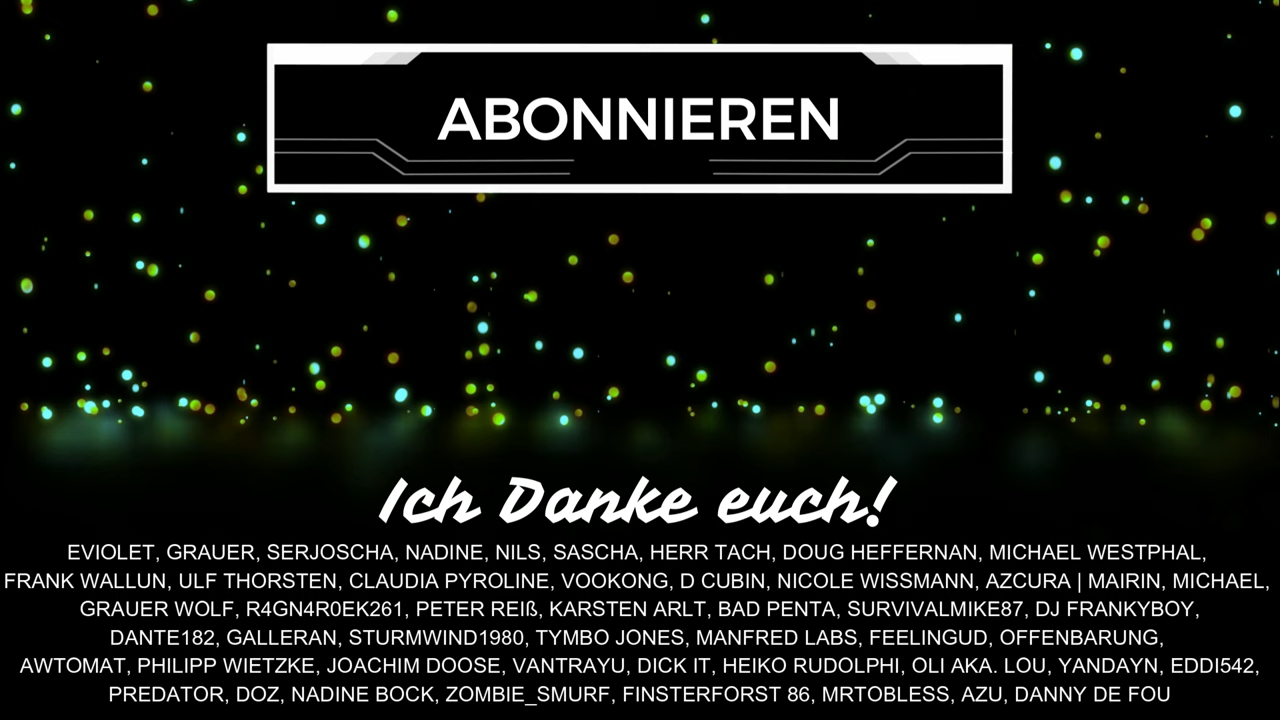 ABONNIEREN
Ich Danke euch!
EVIOLET, GRAUER, SERJOSCHA, NADINE, NILS, SASCHA, HERR TACH, DOUG HEFFERNAN, MICHAEL WESTPHAL,
FRANK WALLUN, ULF THORSTEN, CLAUDIA PYROLINE, VOOKONG, D CUBIN, NICOLE WISSMANN, AZCURA | MAIRIN, MICHAEL,
GRAUER WOLF, R4GN4R0EK261, PETER REIß, KARSTEN ARLT, BAD PENTA, SURVIVALMIKE87, DJ FRANKYBOY,
DANTE182, GALLERAN, STURMWIND1980, TYMBO JONES, MANFRED LABS, FEELINGUD, OFFENBARUNG,
AWTOMAT, PHILIPP WIETZKE, JOACHIM DOOSE, VANTRAYU, DICK IT, HEIKO RUDOLPHI, OLI AKA. LOU, YANDAYN, EDDI542,
PREDATOR, DOZ, NADINE BOCK, ZOMBIE_SMURF, FINSTERFORST 86, MRTOBLESS, AZU, DANNY DE FOU